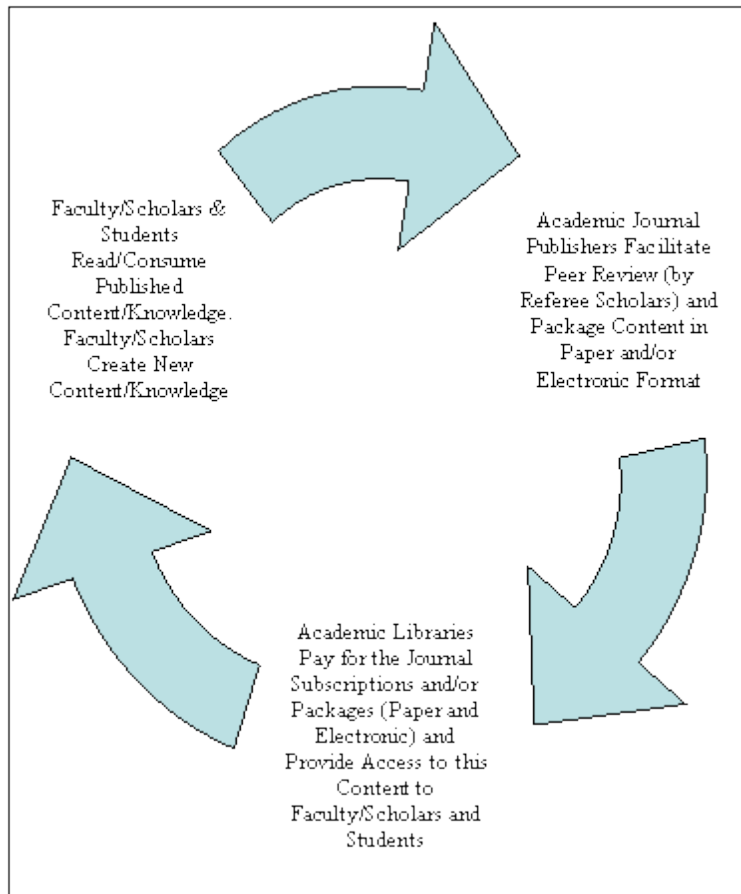 Faculty/Scholars &
Students
Read/Consume
Published
Content/Knowledge.
Faculty/Scholars
Create New
Content/Knowledge
Academic Journal
Publishers Facilitate
Peer Review (by
Referee Scholars) and
Package Content in
Paper and/or
Electronic Format
Academic Libraries
Pay for the Journal
Subscriptions and/or
Packages (Paper and
Electronic) and
Provide Access to this
Content to
Faculty/Scholars and
Students